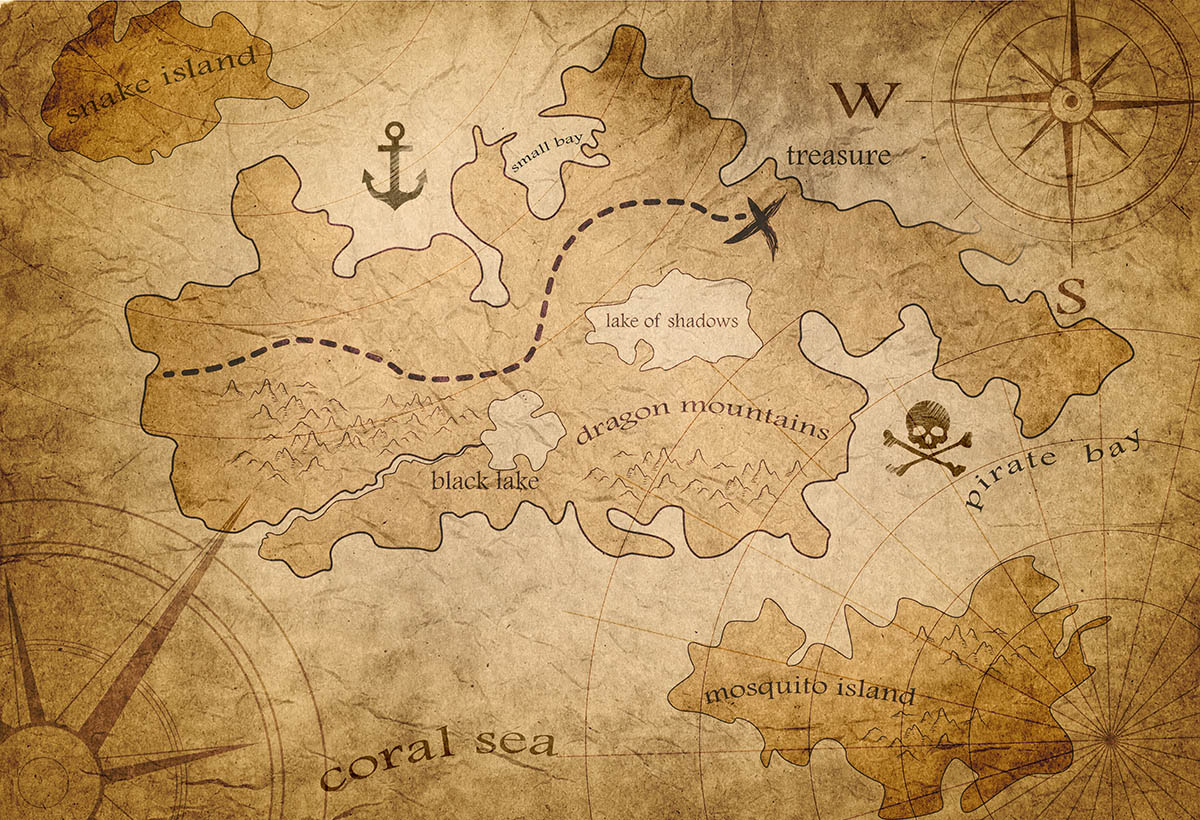 snake island
W
small bay
treasure
S
lake of shadows
dragon mountains
black lake
pirate bay
mosquito island
coral sea